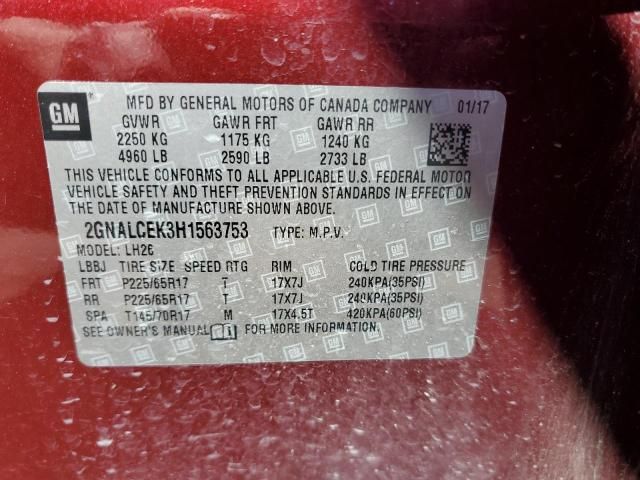 GM MFD BY GENERAL MOTORS OF CANADA COMPANY 01/17
GVWR GAWR FRT GAWR RR
2250 KG 1175 KG 1240 KG
4960 LB 2590 LB 2733 LB
THIS VEHICLE CONFORMS TO ALL APPLICABLE U.S. FEDERAL MOTOR
VEHICLE SAFETY AND THEFT PREVENTION STANDARDS IN EFFECT ON
THE DATE OF MANUFACTURE SHOWN ABOVE.
2GNALCEK3H1563753 TYPE: M.P.V.
MODEL: LH26
LBBJ TIRE SIZE SPEED RTG RIM COLD TIRE PRESSURE
FRT P225/65R17 T 17X7J 240KPA(35PSI)
RR P225/65R17 T 17X7J 240KPA(35PSI)
SPA T145/70R17 M 17X4.5T 420KPA(60PSI)
SEE OWNER'S MANUAL FOR MORE INFORMATION.